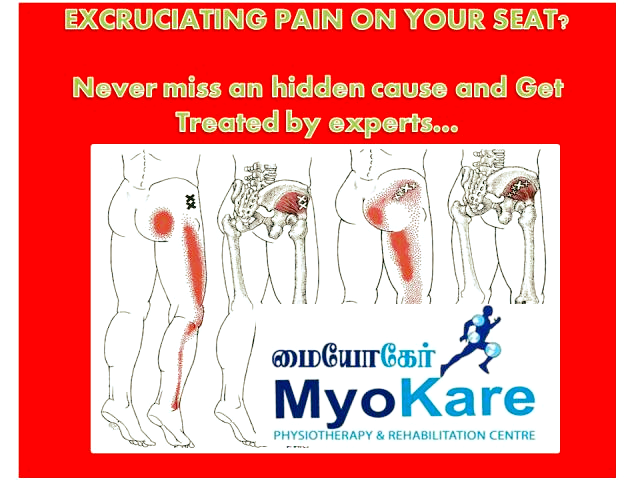 EXCRUCIATING PAIN ON YOUR SEAT?
Never miss an hidden cause and Get
Treated by experts...
மையோகேர்
MyoKare
PHYSIOTHERAPY & REHABILITATION CENTRE